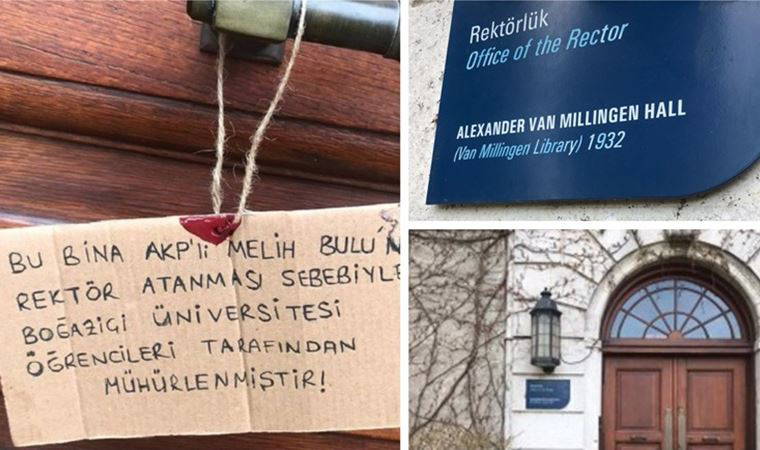 BU BİNA AKP'li MELİH BULU'N
REKTÖR ATANMASI SEBEBİYLE
BOĞAZİÇİ ÜNİVERSİTESİ
ÖĞRENCİLERİ TARAFINDAN
MÜHÜRLENMİŞTİR!
Rektörlük
Office of the Rector
ALEXANDER VAN MILLINGEN HALL
(Van Millingen Library) 1932